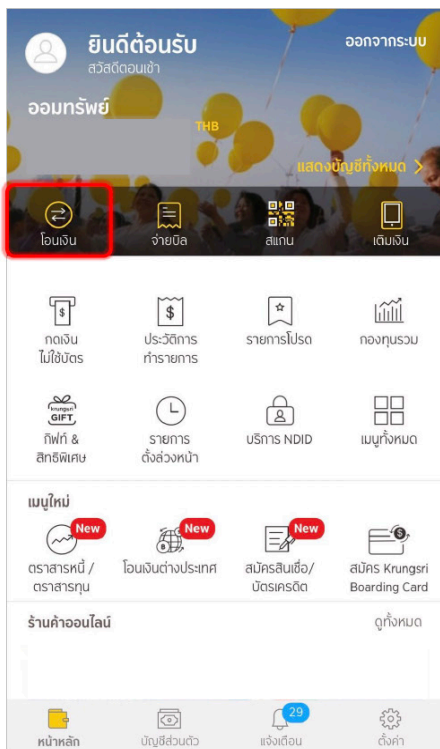 ยินดีต้อนรับ
ออกจากระบบ
สวัสดีตอนเช้า
ออมทรัพย์
THB
แสดงบัญชีทั้งหมด >
โอนเงิน
จ่ายบิล
สแกน
เติมเงิน
กดเงิน
ไม่ใช้บัตร
ประวัติการ
ทำรายการ
รายการโปรด
กองทุนรวม
krungsri
GIFT
กิฟท์ &
สิทธิพิเศษ
รายการ
ตั้งล่วงหน้า
บริการ NDID
เมนูทั้งหมด
เมนูใหม่
New
New
New
ตราสารหนี้ /
ตราสารทุน
โอนเงินต่างประเทศ
สมัครสินเชื่อ/
บัตรเครดิต
สมัคร Krungsri
Boarding Card
ร้านค้าออนไลน์
ดูทั้งหมด
29
หน้าหลัก
บัญชีส่วนตัว
แจ้งเตือน
ตั้งค่า